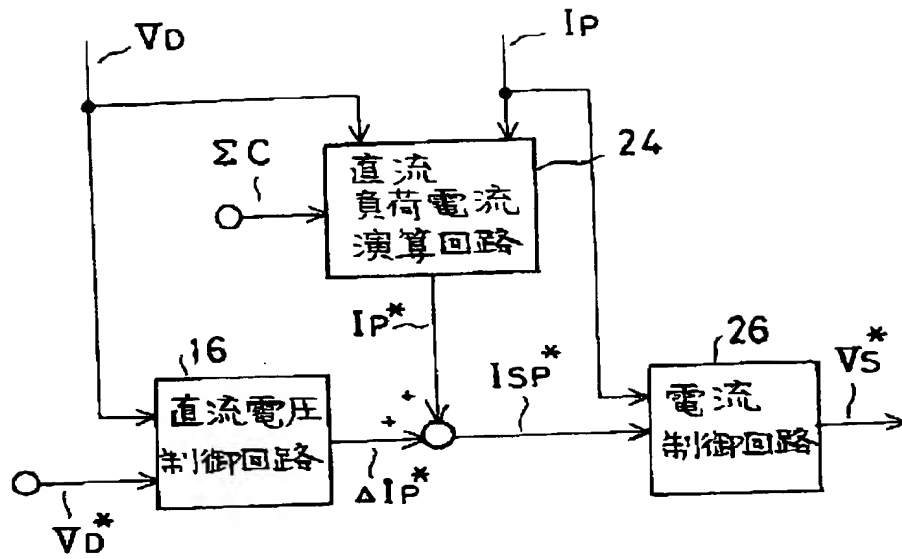 VD
IP
ΣC
24
直流
負荷電流
演算回路
IP*
16
直流電圧
制御回路
+
+
ISP*
26
電流
制御回路
VS*
ΔIP*
VD*